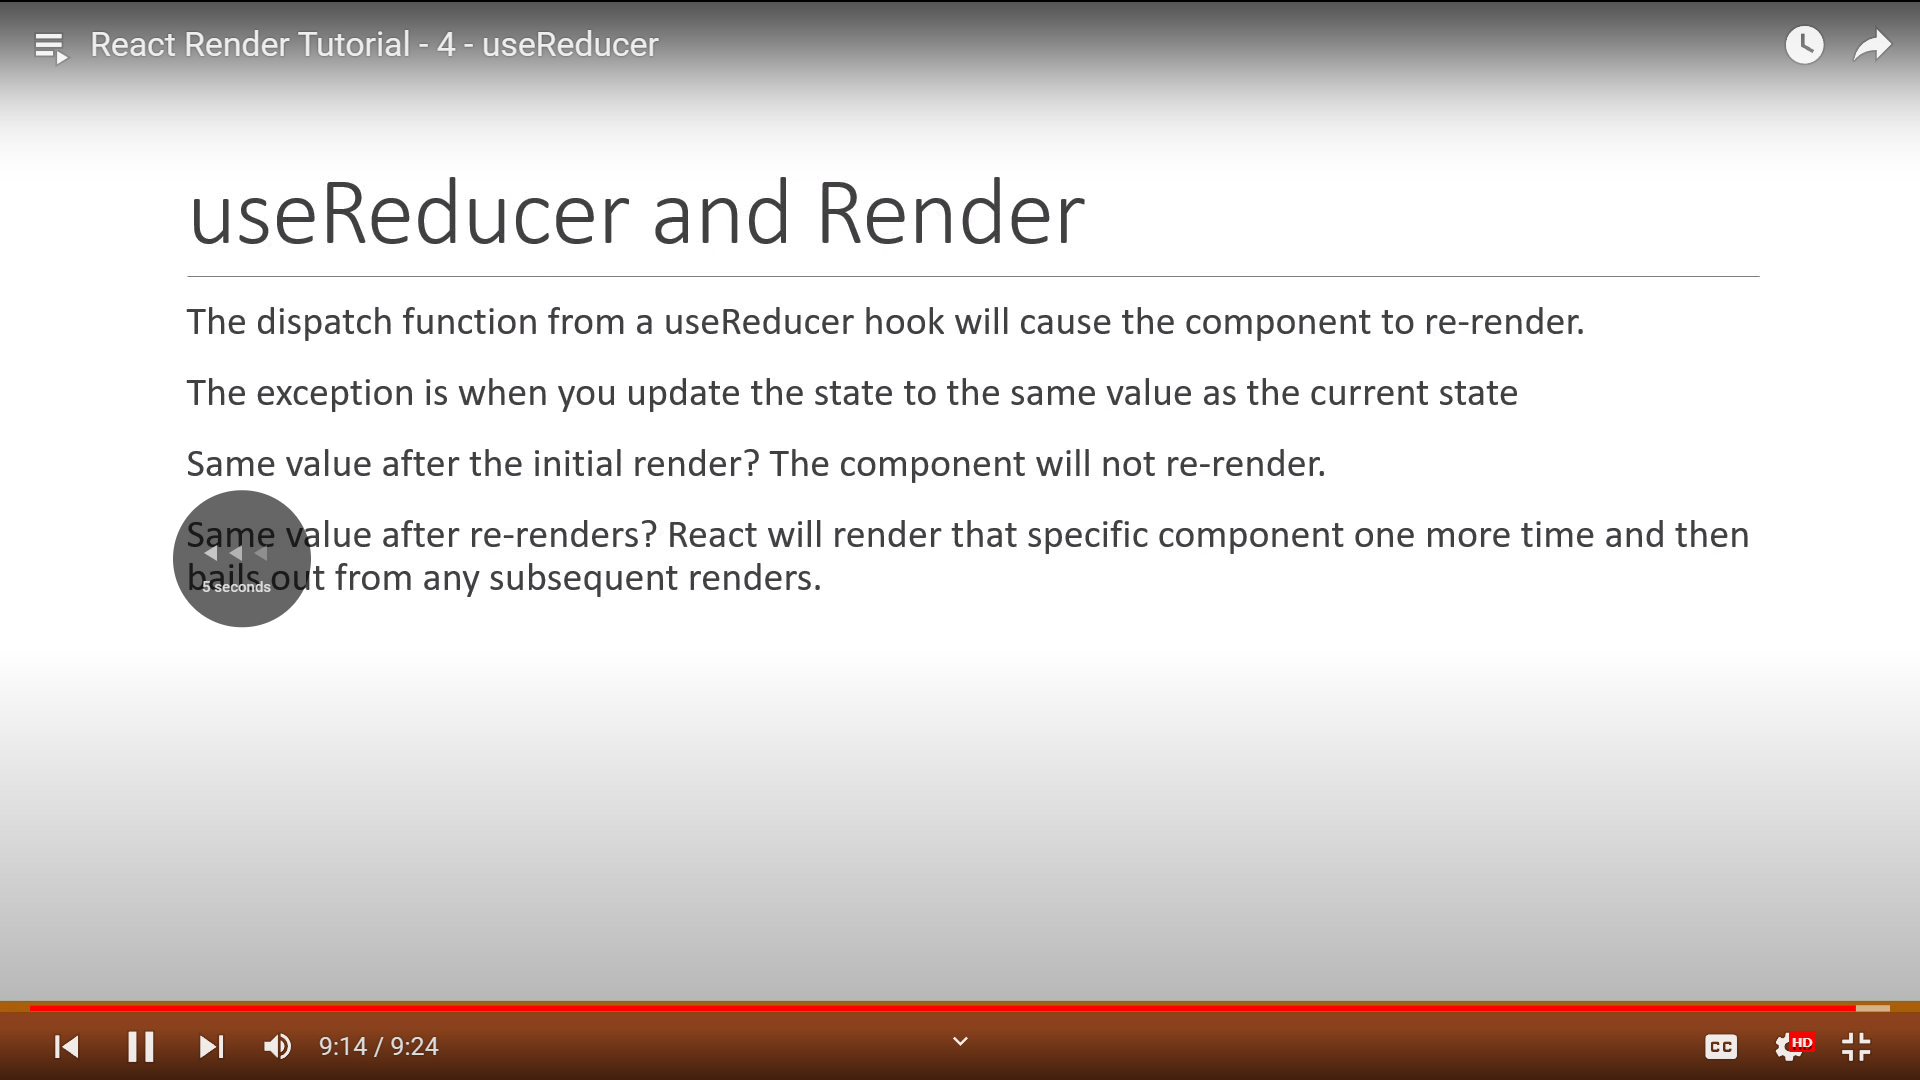 React Render Tutorial - 4 - useReducer
useReducer and Render
The dispatch function from a useReducer hook will cause the component to re-render.
The exception is when you update the state to the same value as the current state
Same value after the initial render? The component will not re-render.
Same value after re-renders? React will render that specific component one more time and then
bails out from any subsequent renders.
5 seconds
9:14 / 9:24
CC
HD